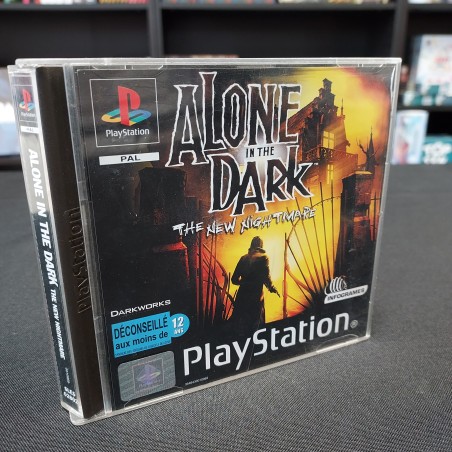 PlayStation
PAL
ALONE
IN THE
DARK
THE NEW NIGHTMARE
DARKWORKS
INFOGRAMES
DÉCONSEILLÉ
aux moins de
12
ANS
PlayStation®
ALONE IN THE DARK THE NEW NIGHTMARE
PlayStation